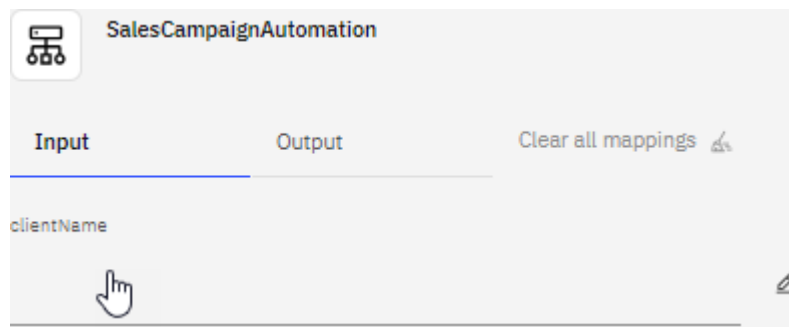 SalesCampaignAutomation
Input Output Clear all mappings
clientName